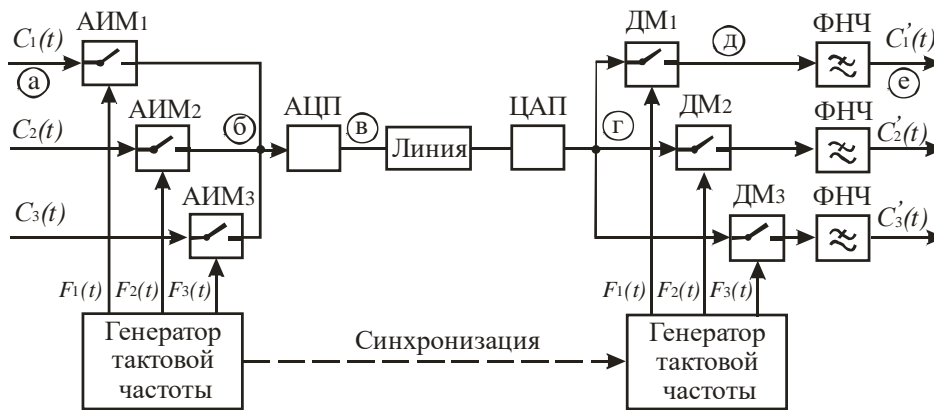 АИМ1
ДМ1
ФНЧ
C1(t)
д
C'1(t)
а
е
АИМ2
АЦП
ЦАП
ДМ2
ФНЧ
C2(t)
б
в
г
C'2(t)
Линия
АИМ3
ДМ3
ФНЧ
C3(t)
C'3(t)
F1(t) F2(t) F3(t)
F1(t) F2(t) F3(t)
Генератор
тактовой
частоты
Синхронизация
Генератор
тактовой
частоты